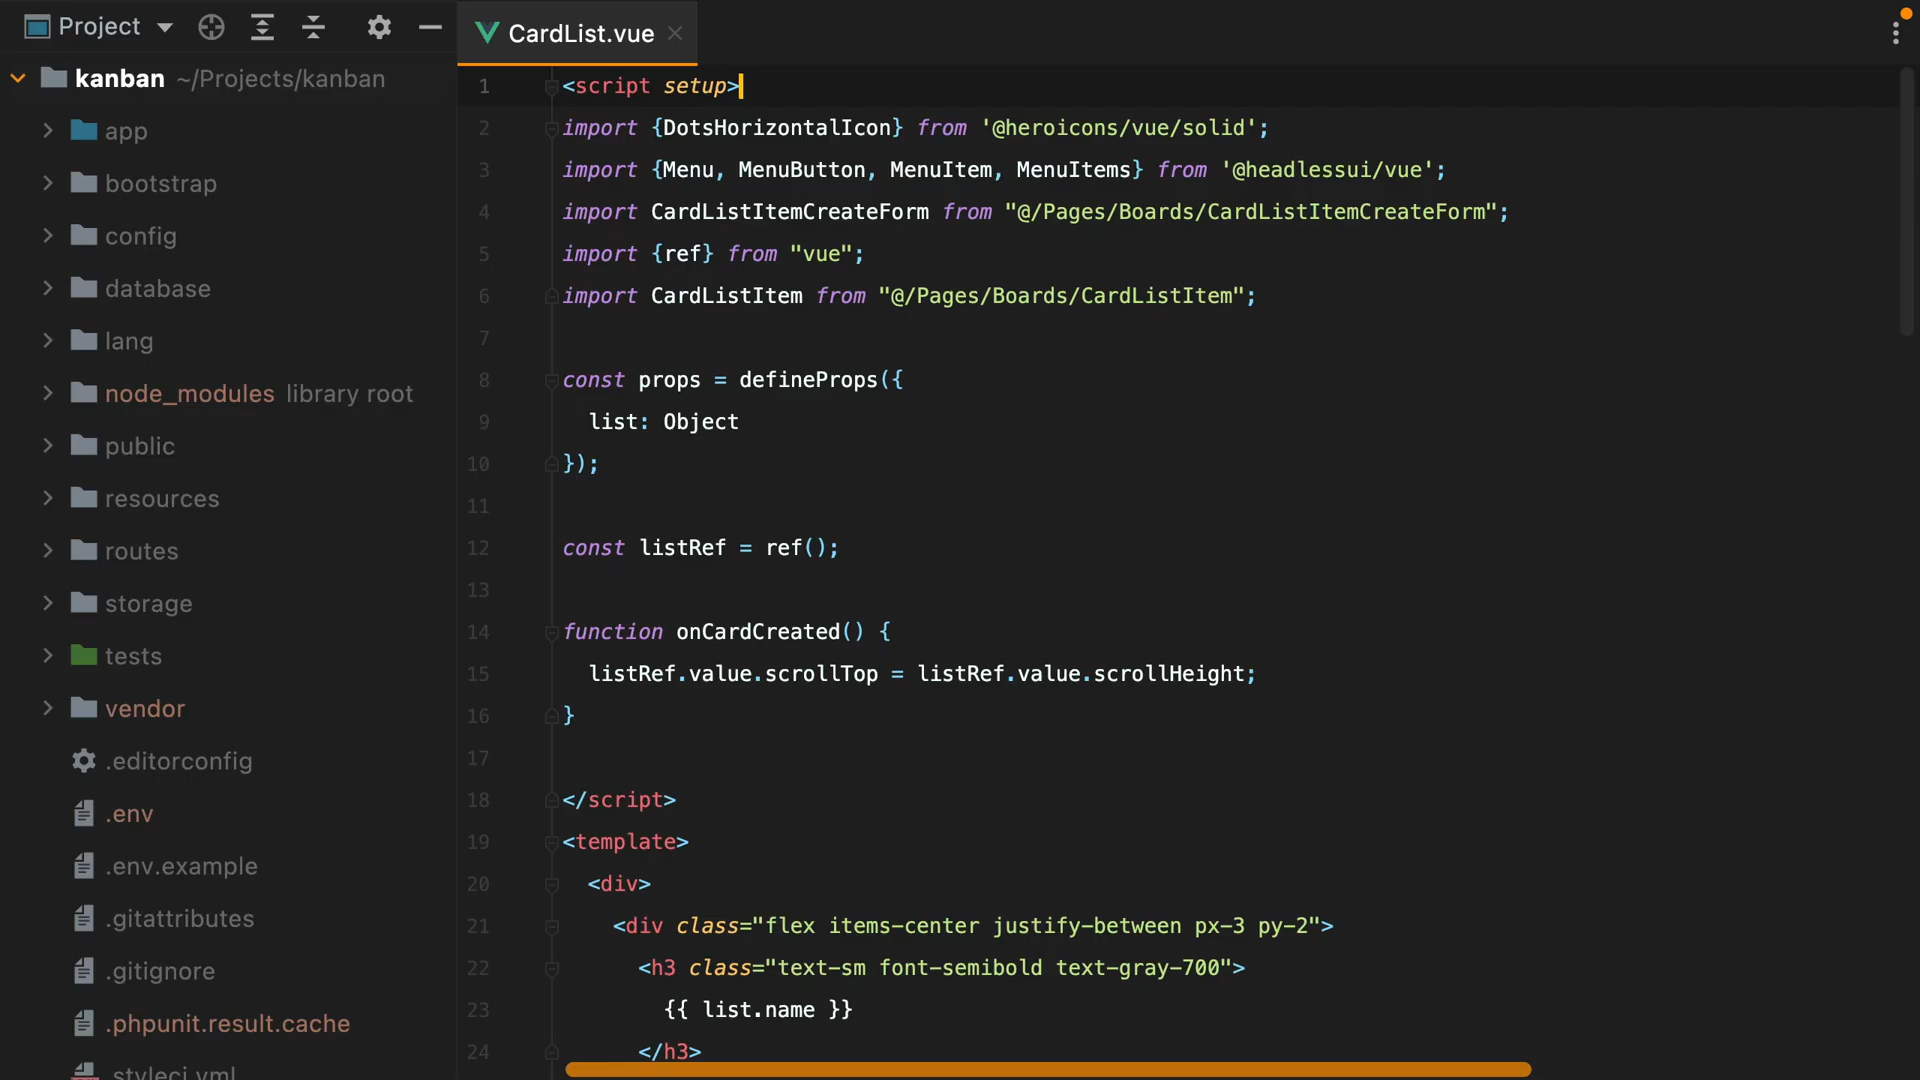 Project
kanban ~/Projects/kanban
app
bootstrap
config
database
lang
node_modules library root
public
resources
routes
storage
tests
vendor
.editorconfig
.env
.env.example
.gitattributes
.gitignore
.phpunit.result.cache
.styleci.yml
CardList.vue
1 <script setup>
2 import {DotsHorizontalIcon} from '@heroicons/vue/solid';
3 import {Menu, MenuButton, MenuItem, MenuItems} from '@headlessui/vue';
4 import CardListItemCreateForm from "@/Pages/Boards/CardListItemCreateForm";
5 import {ref} from "vue";
6 import CardListItem from "@/Pages/Boards/CardListItem";
7
8 const props = defineProps({
9 list: Object
10 });
11
12 const listRef = ref();
13
14 function onCardCreated() {
15 listRef.value.scrollTop = listRef.value.scrollHeight;
16 }
17
18 </script>
19 <template>
20 <div>
21 <div class="flex items-center justify-between px-3 py-2">
22 <h3 class="text-sm font-semibold text-gray-700">
23 {{ list.name }}
24 </h3>